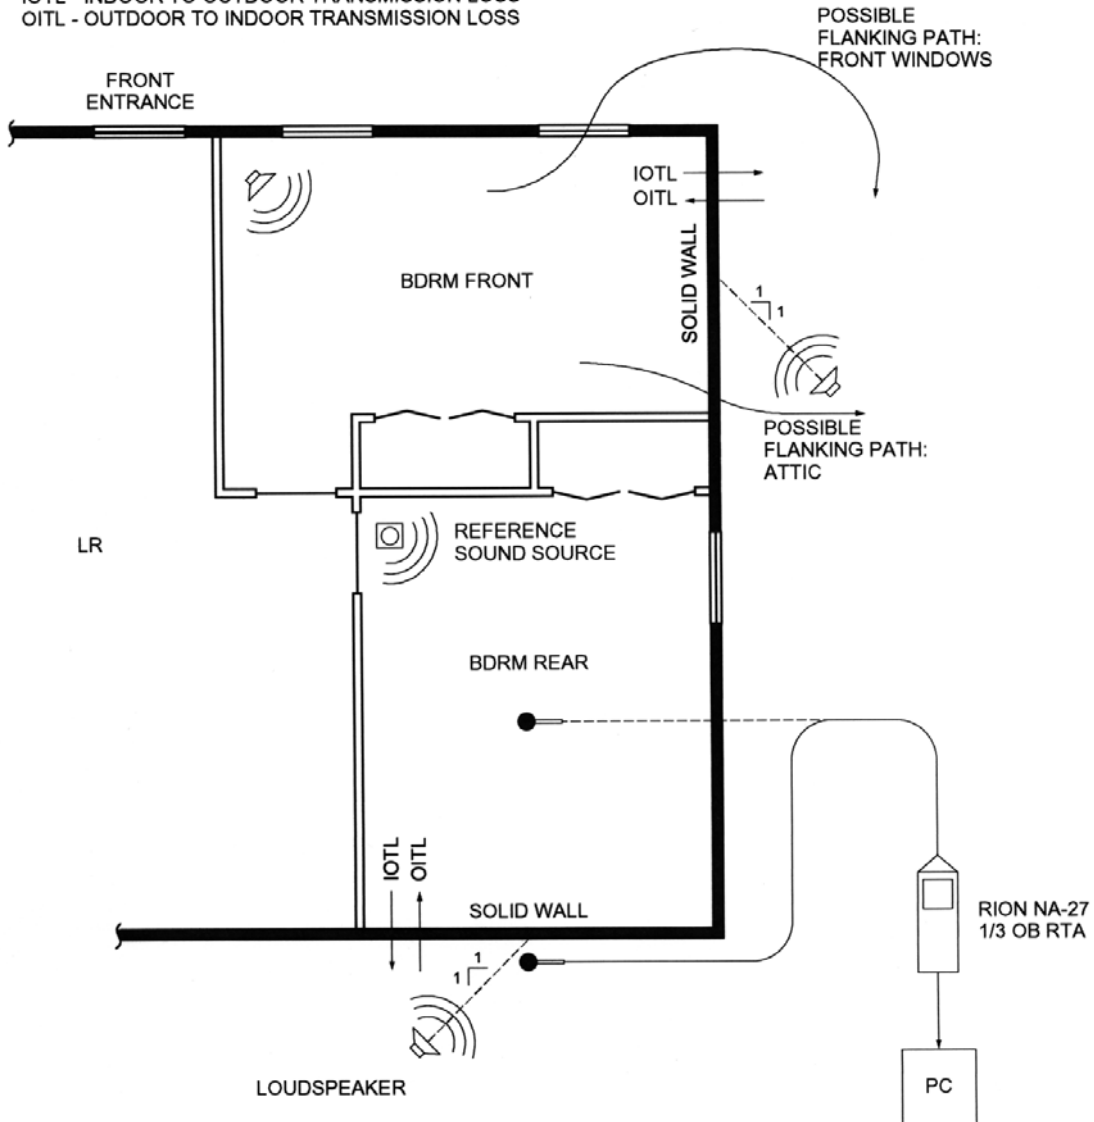 OITL - OUTDOOR TO INDOOR TRANSMISSION LOSS
POSSIBLE
FLANKING PATH:
FRONT WINDOWS
FRONT
ENTRANCE
IOTL
OITL
SOLID WALL
BDRM FRONT
1
1
POSSIBLE
FLANKING PATH:
ATTIC
REFERENCE
SOUND SOURCE
LR
BDRM REAR
IOTL
OITL
SOLID WALL
RION NA-27
1/3 OB RTA
1
1
LOUDSPEAKER
PC